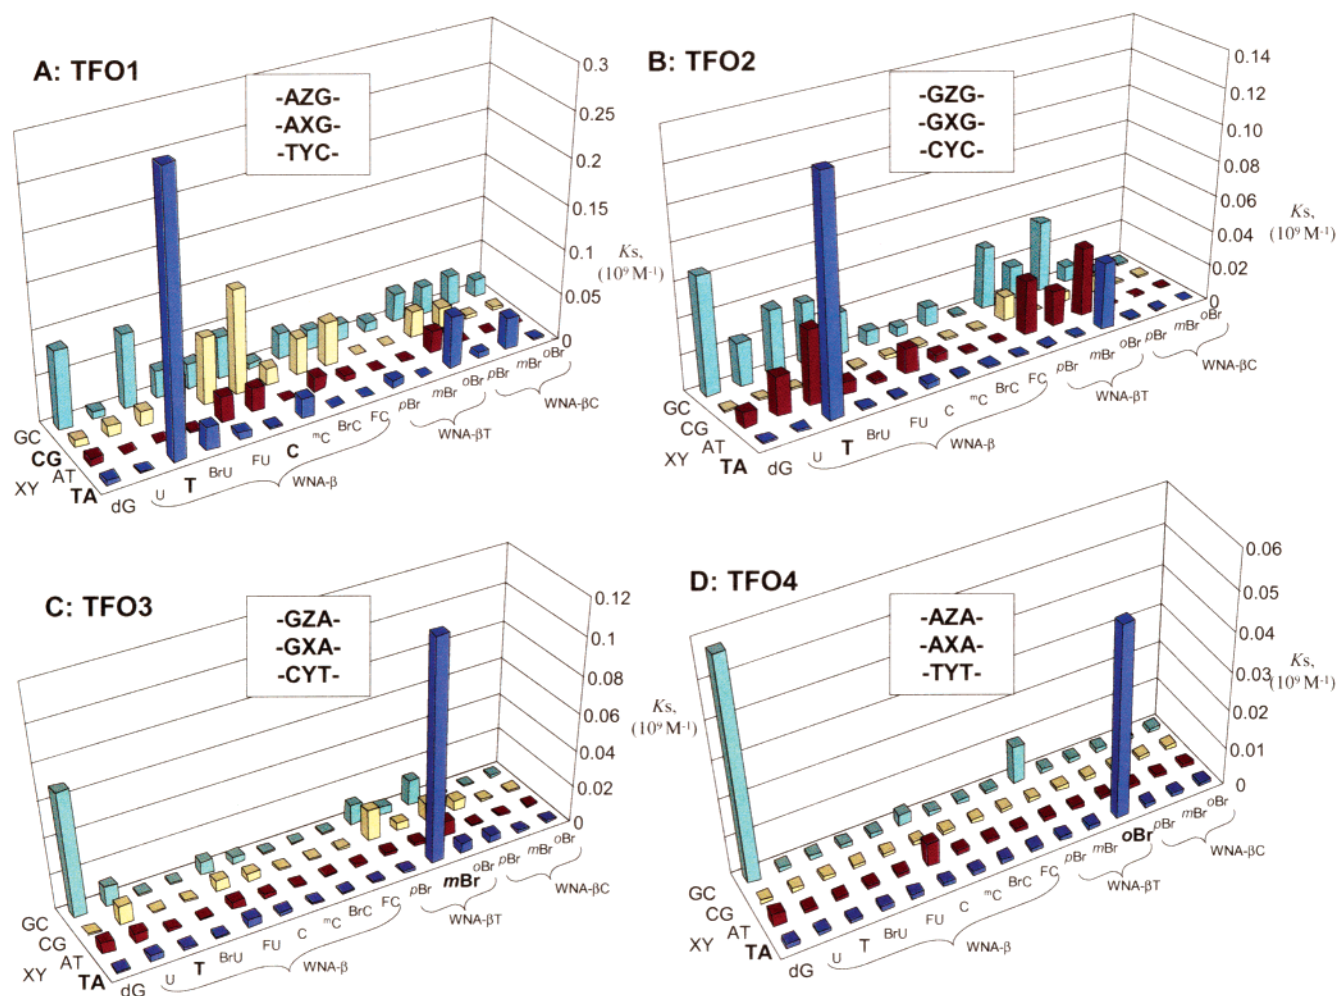 A: TFO1
-AZG-
-AXG-
-TYC-
0.3
0.25
0.2
0.15
0.1
0.05
0
Ks,
(10⁹ M⁻¹)
GC
CG
AT
TA
XY
dG
U
T
BrU
FU
C
ᵐC
BrC
FC
pBr
mBr
oBr
pBr
mBr
oBr
WNA-β
WNA-βT
WNA-βC
B: TFO2
-GZG-
-GXG-
-CYC-
0.14
0.12
0.10
0.08
0.06
0.04
0.02
0
Ks,
(10⁹ M⁻¹)
GC
CG
AT
TA
XY
dG
U
T
BrU
FU
C
ᵐC
BrC
FC
pBr
mBr
oBr
pBr
mBr
oBr
WNA-β
WNA-βT
WNA-βC
C: TFO3
-GZA-
-GXA-
-CYT-
0.12
0.1
0.08
0.06
0.04
0.02
0
Ks,
(10⁹ M⁻¹)
GC
CG
AT
TA
XY
dG
U
T
BrU
FU
C
ᵐC
BrC
FC
pBr
mBr
oBr
pBr
mBr
oBr
WNA-β
WNA-βT
WNA-βC
D: TFO4
-AZA-
-AXA-
-TYT-
0.06
0.05
0.04
0.03
0.02
0.01
0
Ks,
(10⁹ M⁻¹)
GC
CG
AT
TA
XY
dG
U
T
BrU
FU
C
ᵐC
BrC
FC
pBr
mBr
oBr
pBr
mBr
oBr
WNA-β
WNA-βT
WNA-βC